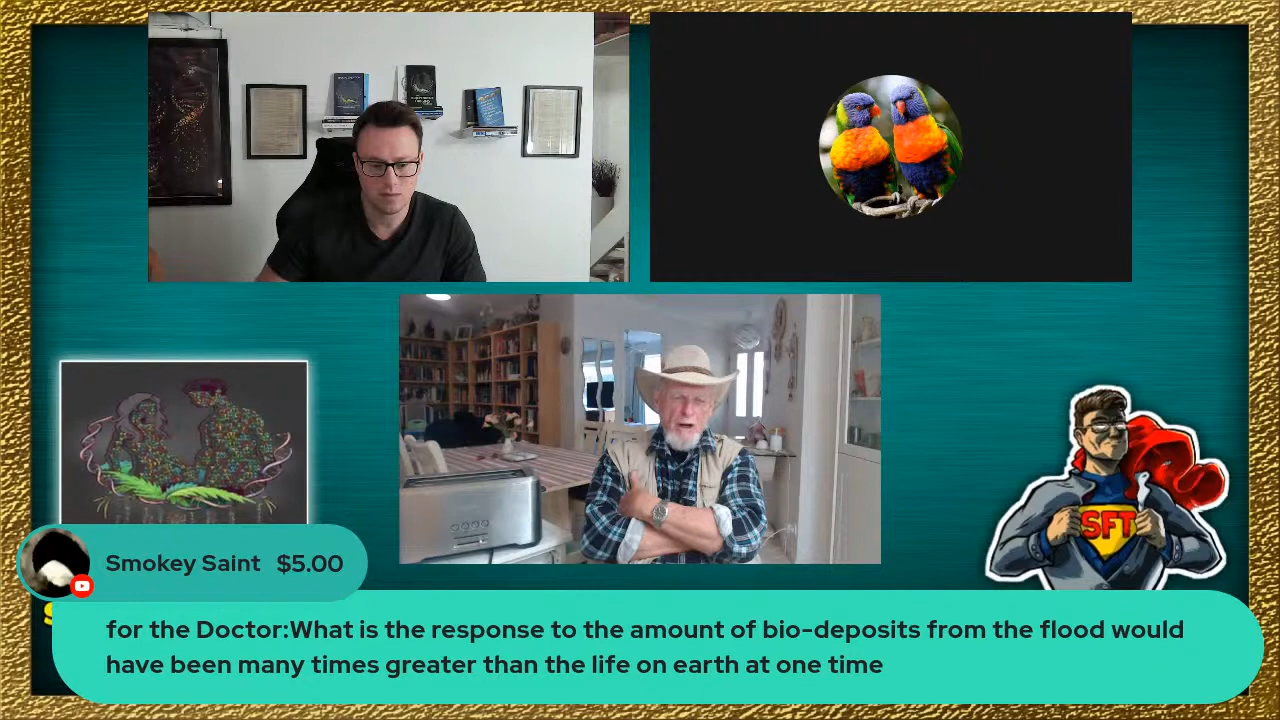 SFT
Smokey Saint $5.00
for the Doctor:What is the response to the amount of bio-deposits from the flood would
have been many times greater than the life on earth at one time